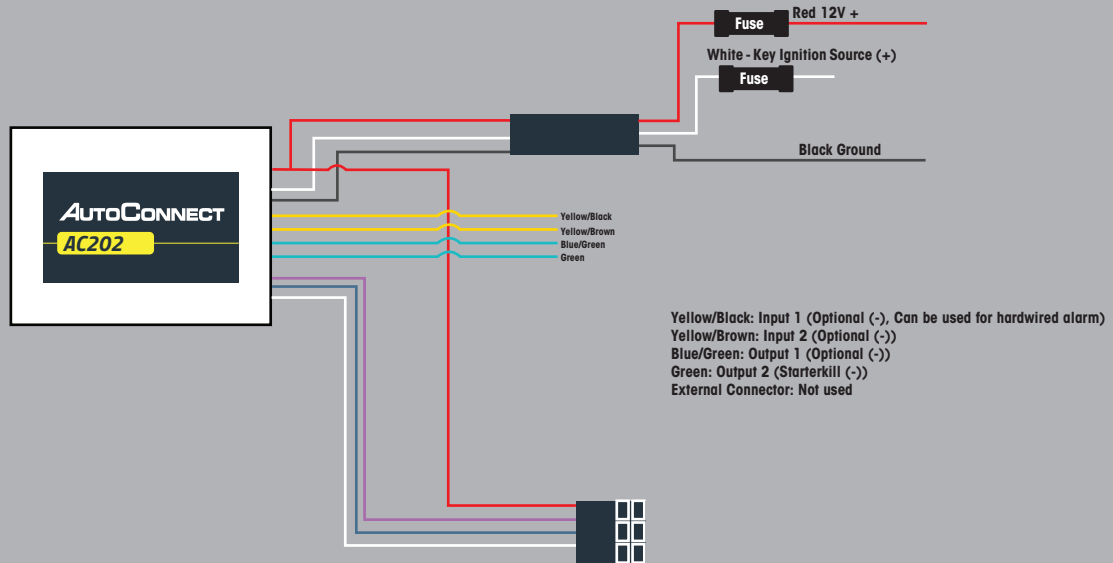 Red 12V +
Fuse
White - Key Ignition Source (+)
Fuse
Black Ground
AUTOCONNECT
AC202
Yellow/Black
Yellow/Brown
Blue/Green
Green
Yellow/Black: Input 1 (Optional (-), Can be used for hardwired alarm)
Yellow/Brown: Input 2 (Optional (-))
Blue/Green: Output 1 (Optional (-))
Green: Output 2 (Starterkill (-))
External Connector: Not used